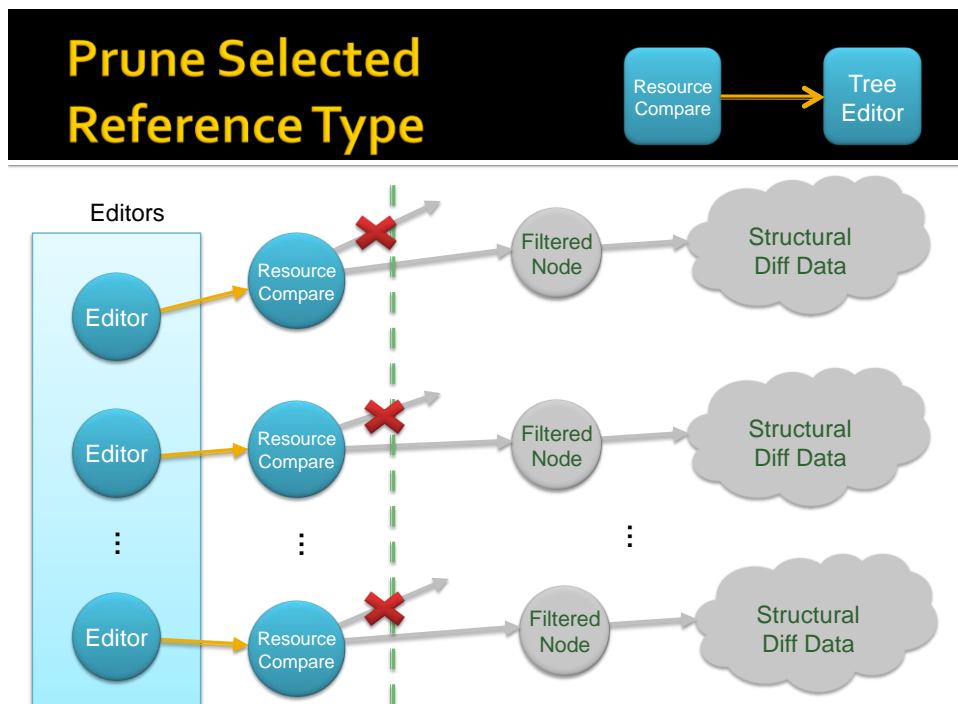 Prune Selected
Reference Type
Resource
Compare
Tree
Editor
Editors
Editor
Resource
Compare
Filtered
Node
Structural
Diff Data
Editor
Resource
Compare
Filtered
Node
Structural
Diff Data
...
...
...
Editor
Resource
Compare
Filtered
Node
Structural
Diff Data